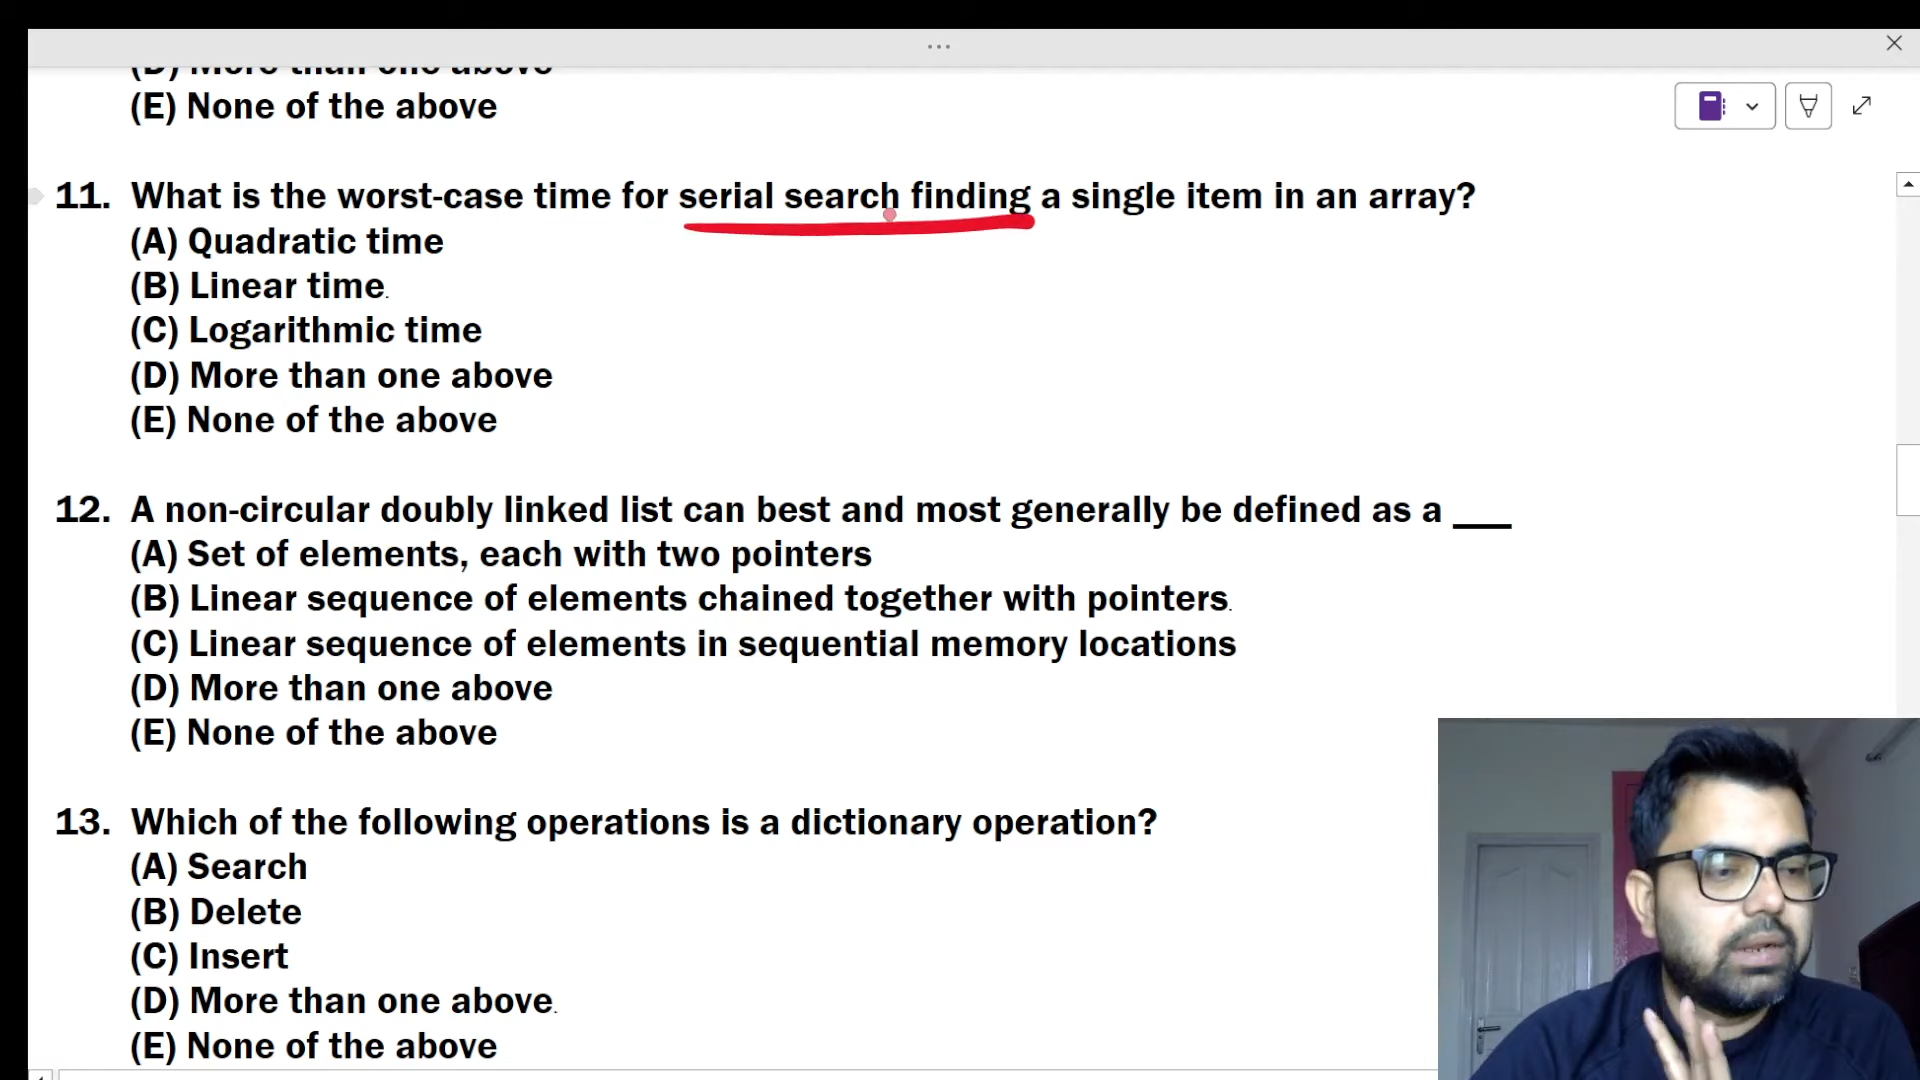 (D) More than one above
(E) None of the above
11. What is the worst-case time for serial search finding a single item in an array?
(A) Quadratic time
(B) Linear time.
(C) Logarithmic time
(D) More than one above
(E) None of the above
12. A non-circular doubly linked list can best and most generally be defined as a ___
(A) Set of elements, each with two pointers
(B) Linear sequence of elements chained together with pointers.
(C) Linear sequence of elements in sequential memory locations
(D) More than one above
(E) None of the above
13. Which of the following operations is a dictionary operation?
(A) Search
(B) Delete
(C) Insert
(D) More than one above.
(E) None of the above